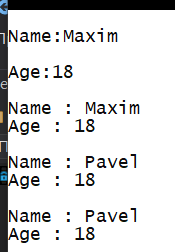 Name:Maxim
Age:18
Name : Maxim
Age : 18
Name : Pavel
Age : 18
Name : Pavel
Age : 18